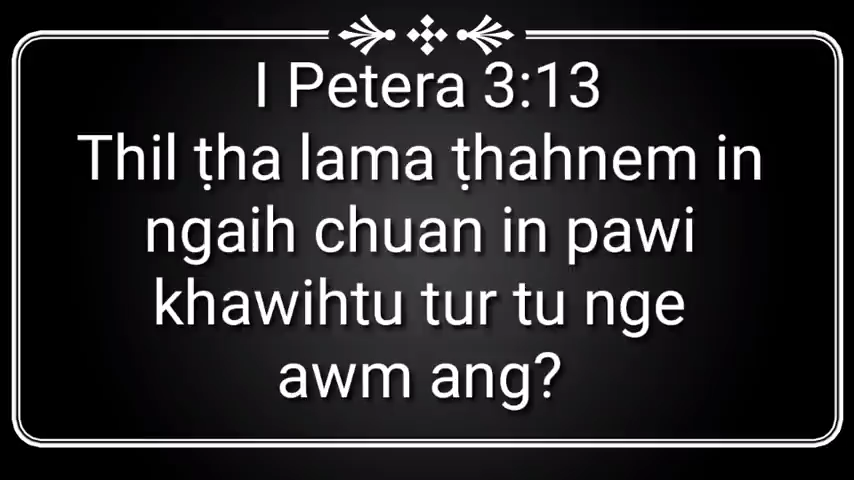 I Petera 3:13
Thil ṭha lama ṭhahnem in
ngaih chuan in pawi
khawihtu tur tu nge
awm ang?